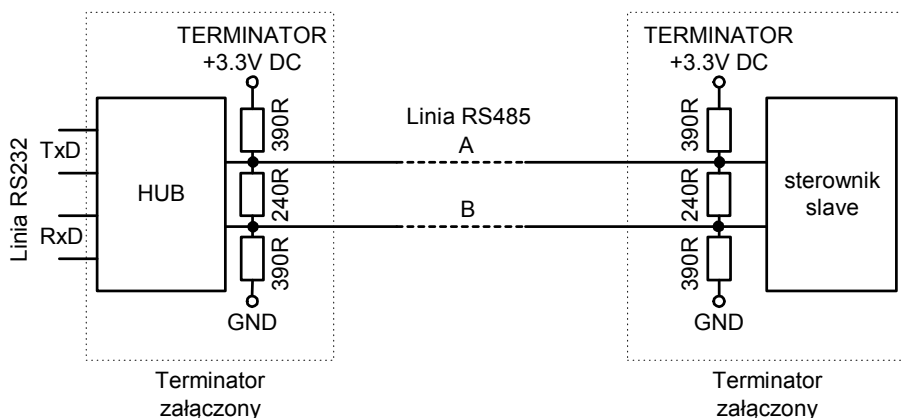 TERMINATOR
+3.3V DC
TERMINATOR
+3.3V DC
390R
390R
Linia RS485
A
Linia RS232
TxD
HUB
240R
240R
sterownik
slave
B
RxD
390R
390R
GND
GND
Terminator
załączony
Terminator
załączony